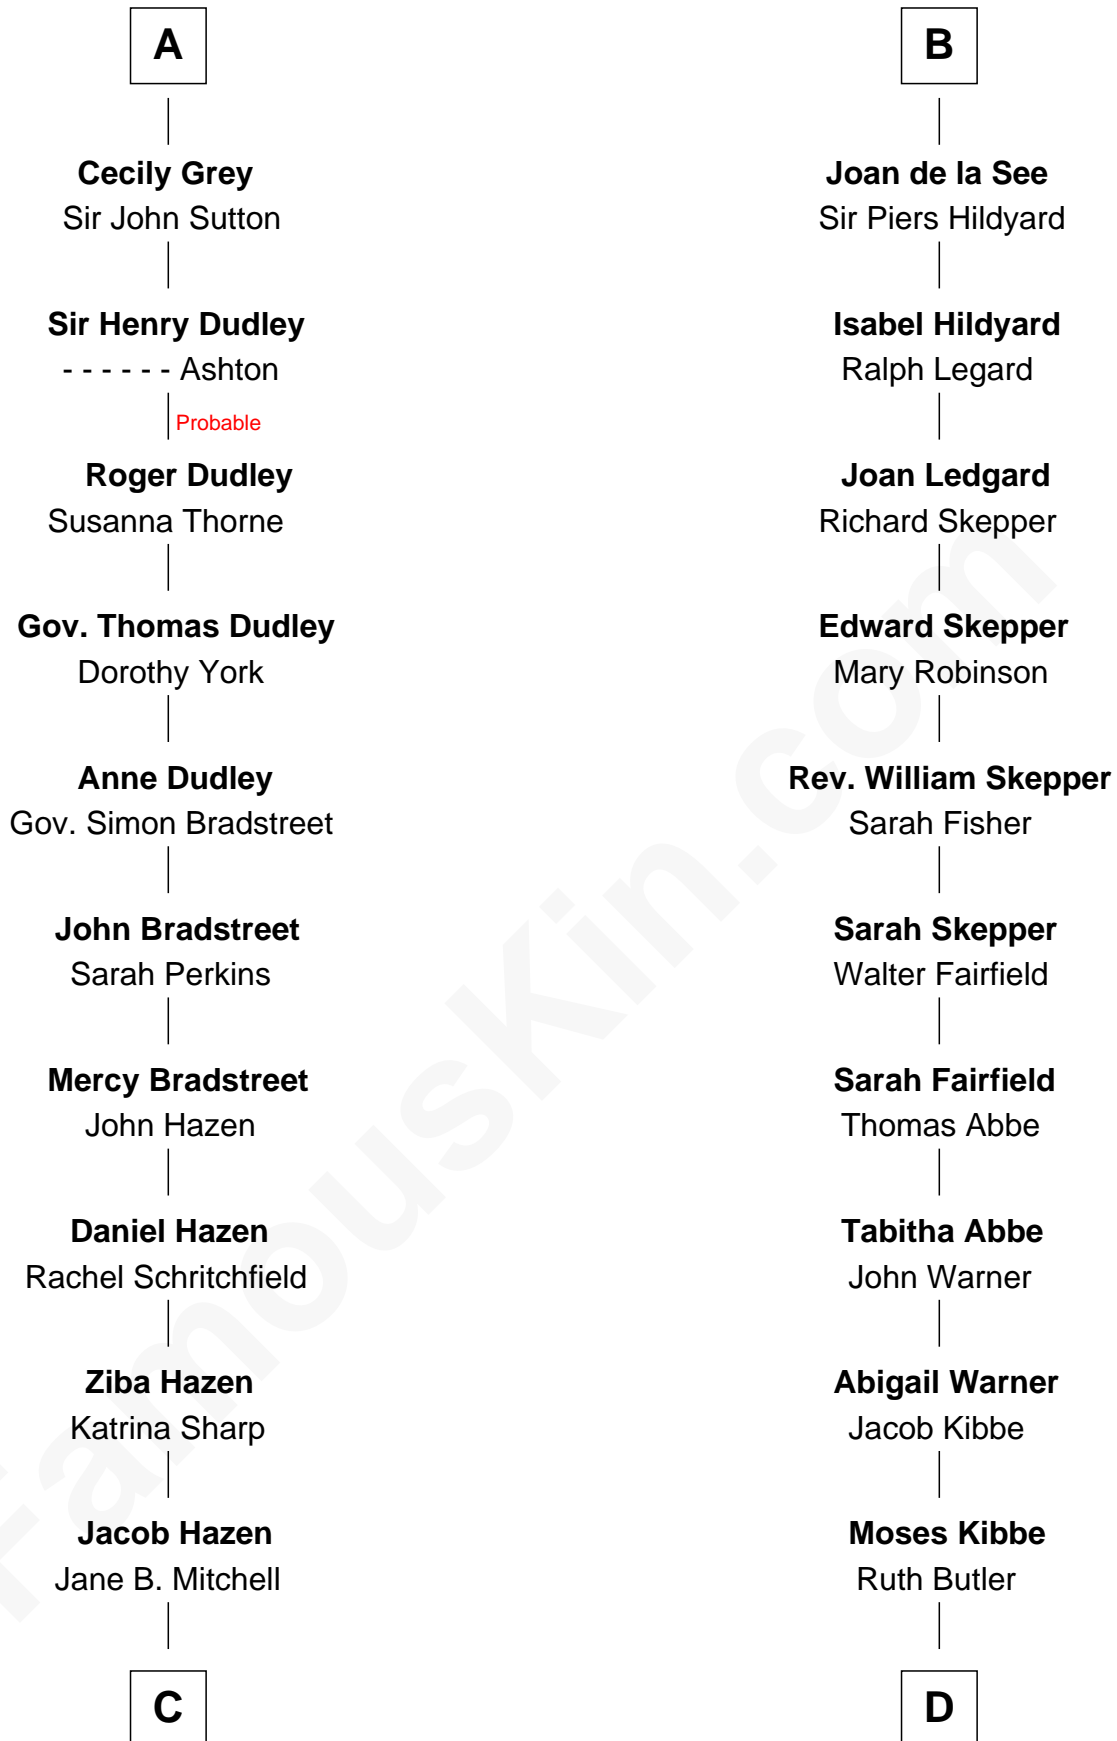 A
Cecily Grey
Sir John Sutton
Sir Henry Dudley
- - - - - - Ashton
Probable
Roger Dudley
Susanna Thorne
Gov. Thomas Dudley
Dorothy York
Anne Dudley
Gov. Simon Bradstreet
John Bradstreet
Sarah Perkins
Mercy Bradstreet
John Hazen
Daniel Hazen
Rachel Schritchfield
Ziba Hazen
Katrina Sharp
Jacob Hazen
Jane B. Mitchell
C
B
Joan de la See
Sir Piers Hildyard
Isabel Hildyard
Ralph Legard
Joan Ledgard
Richard Skepper
Edward Skepper
Mary Robinson
Rev. William Skepper
Sarah Fisher
Sarah Skepper
Walter Fairfield
Sarah Fairfield
Thomas Abbe
Tabitha Abbe
John Warner
Abigail Warner
Jacob Kibbe
Moses Kibbe
Ruth Butler
D
FamousKin.com